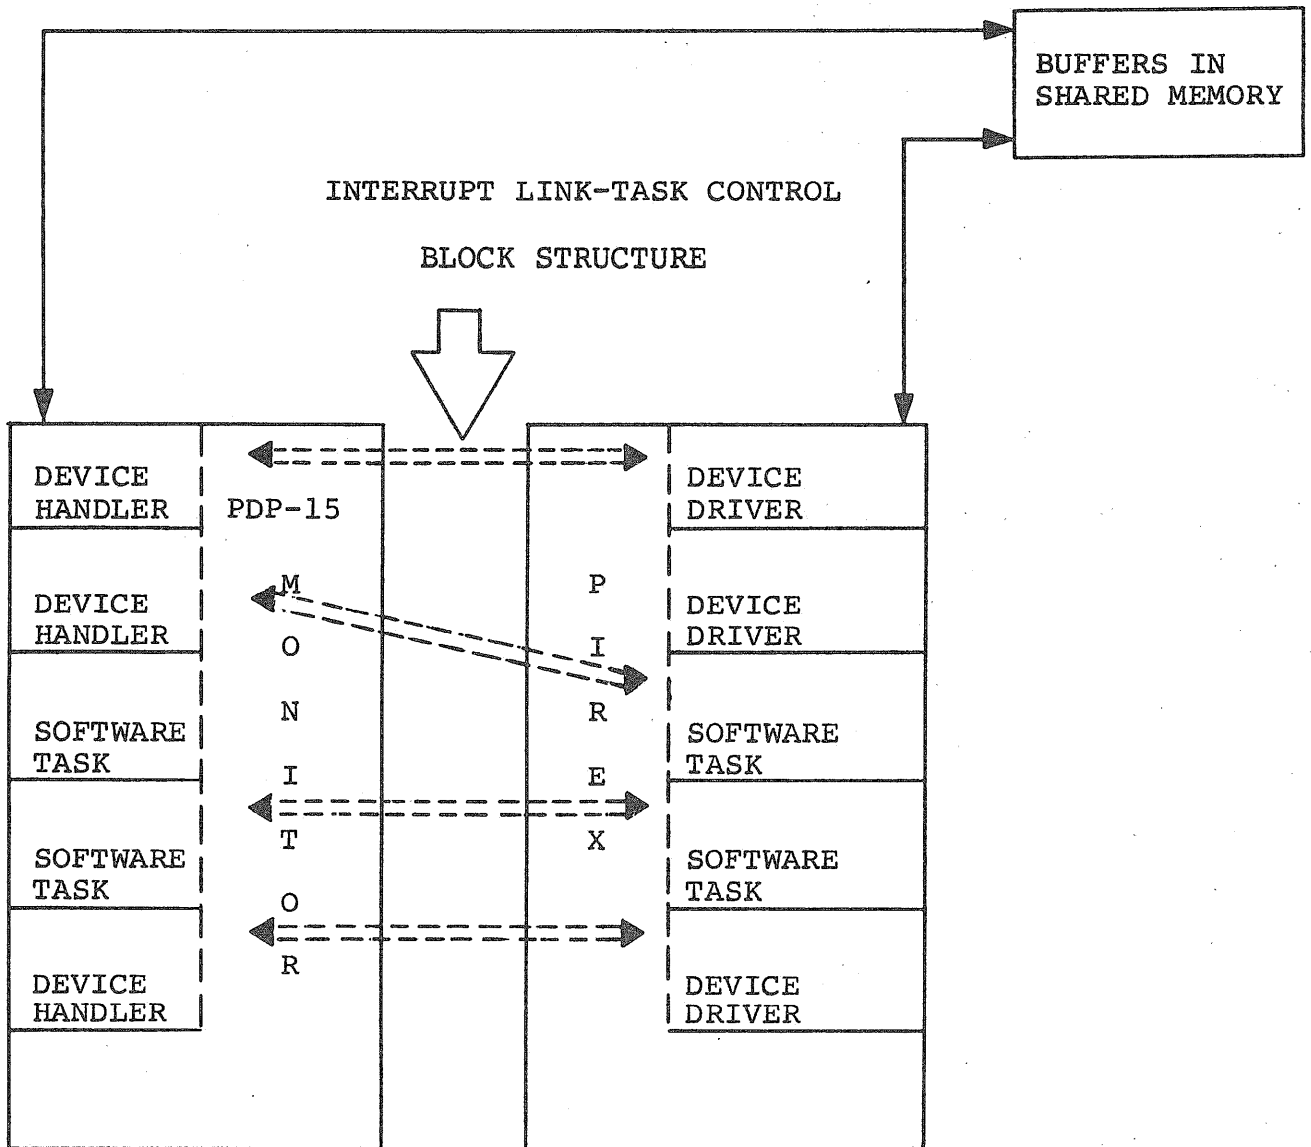 BUFFERS IN
SHARED MEMORY
INTERRUPT LINK-TASK CONTROL
BLOCK STRUCTURE
DEVICE
HANDLER
DEVICE
HANDLER
SOFTWARE
TASK
SOFTWARE
TASK
DEVICE
HANDLER
PDP-15
M
O
N
I
T
O
R
P
I
R
E
X
DEVICE
DRIVER
DEVICE
DRIVER
SOFTWARE
TASK
SOFTWARE
TASK
DEVICE
DRIVER